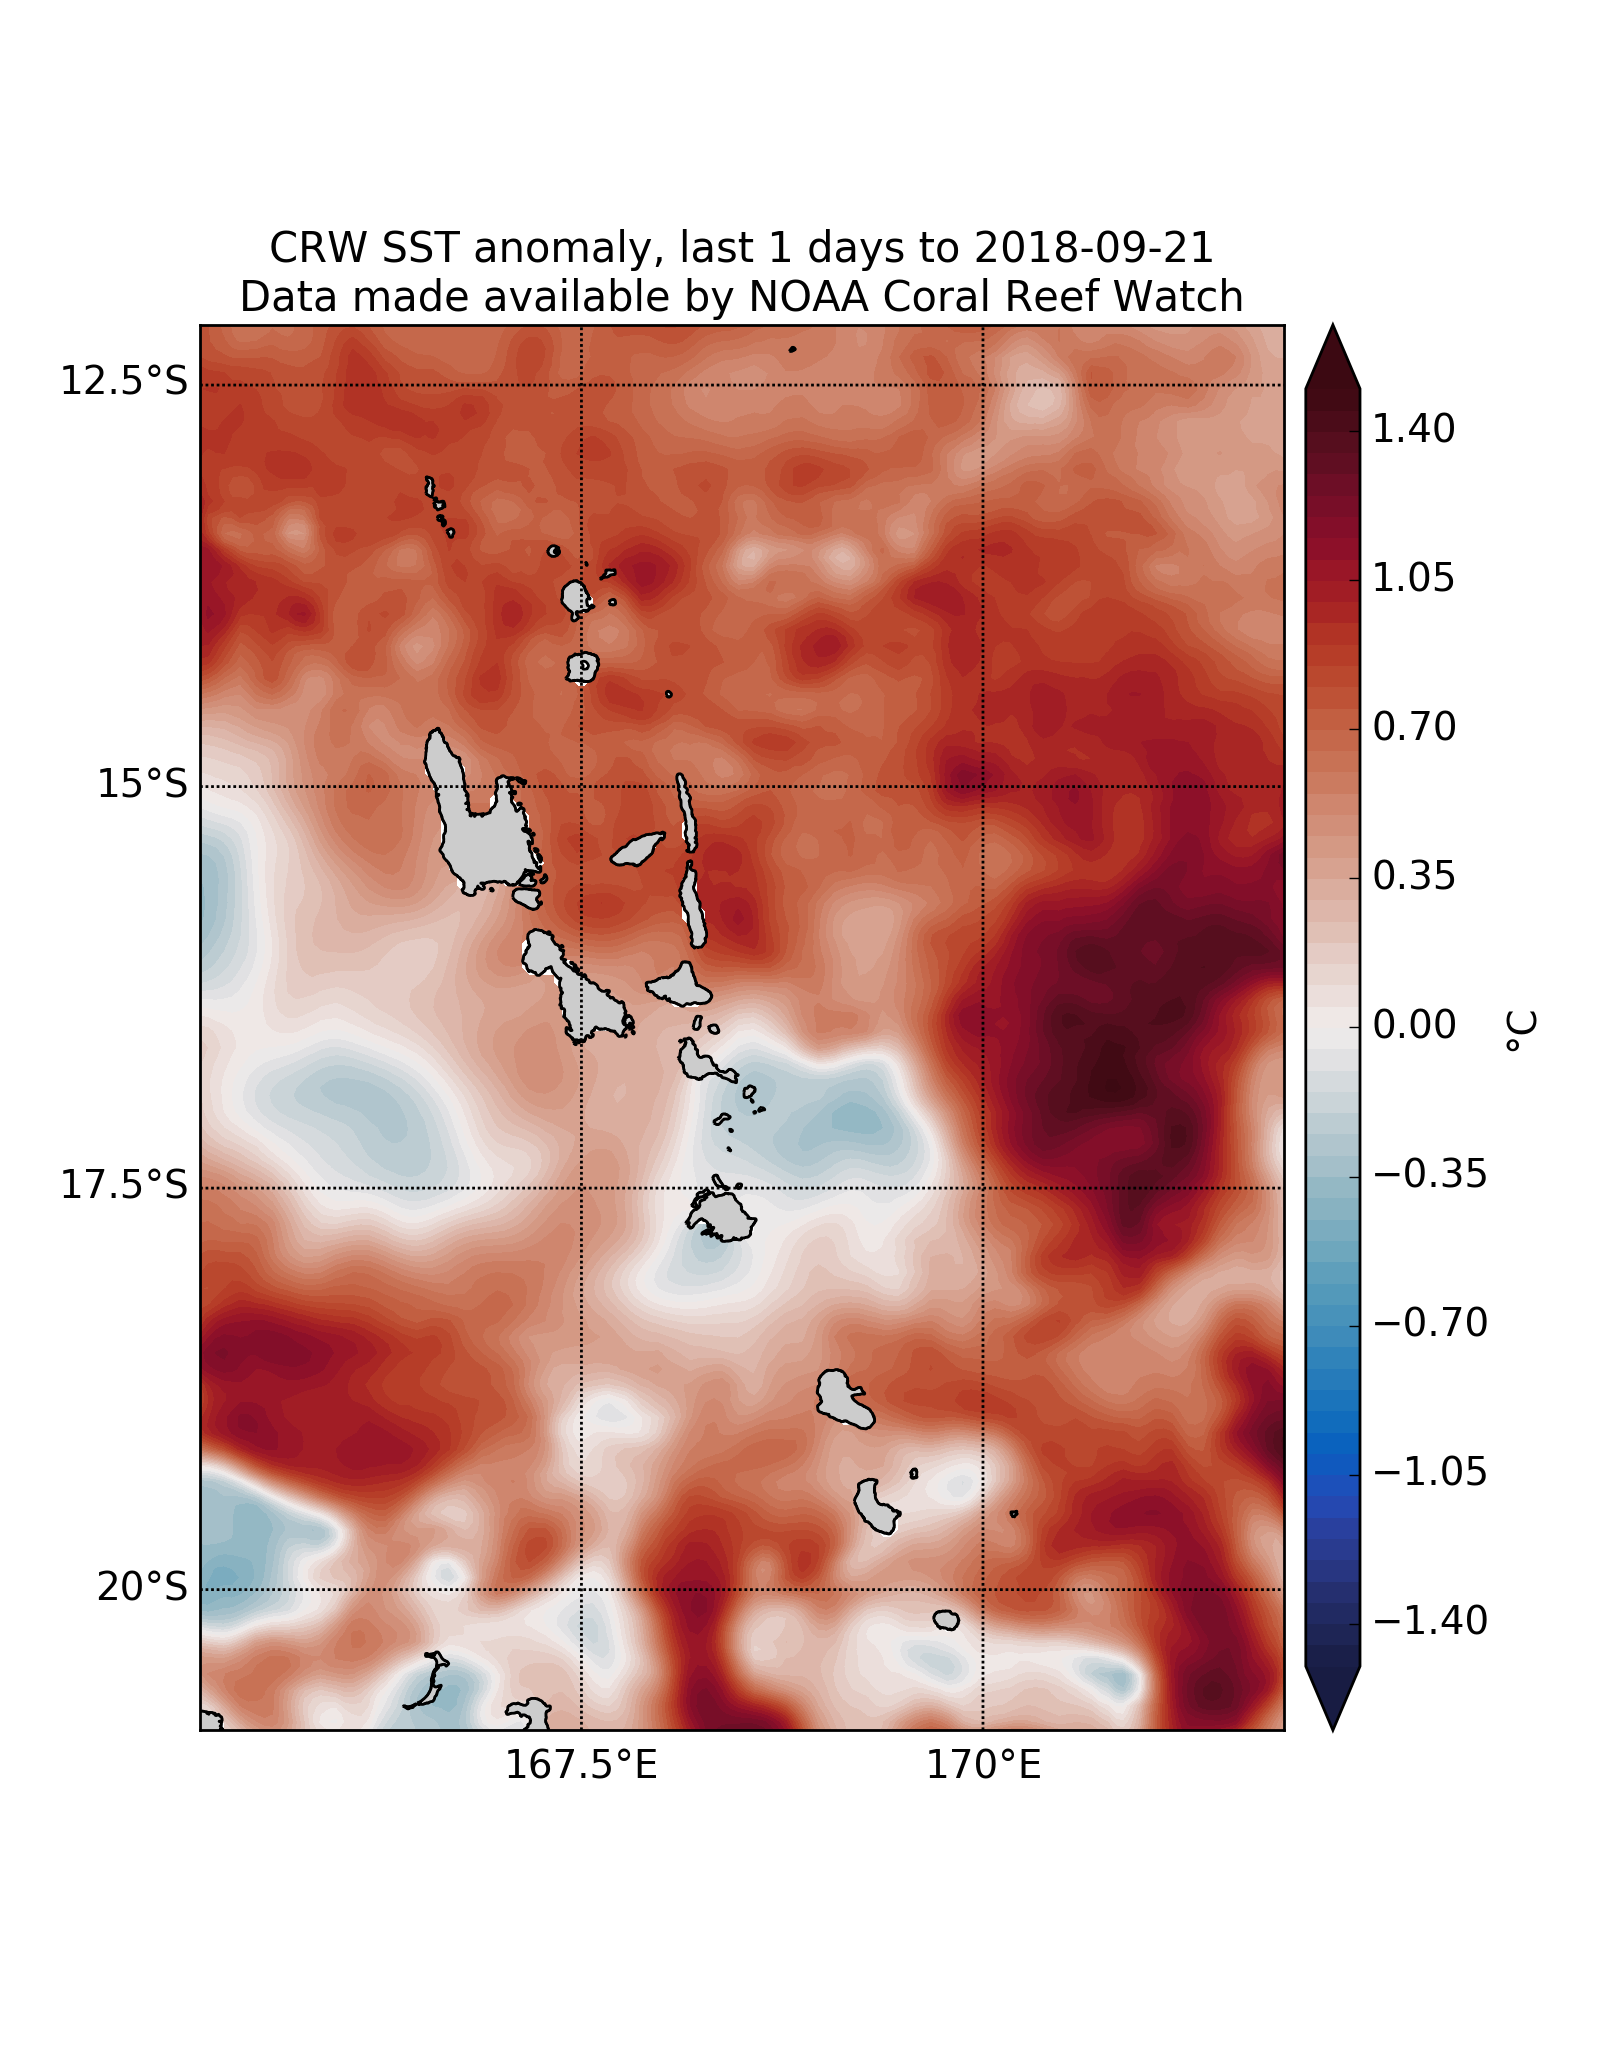 CRW SST anomaly, last 1 days to 2018-09-21
Data made available by NOAA Coral Reef Watch
12.5°S
15°S
17.5°S
20°S
167.5°E
170°E
1.40
1.05
0.70
0.35
0.00
−0.35
−0.70
−1.05
−1.40
°C